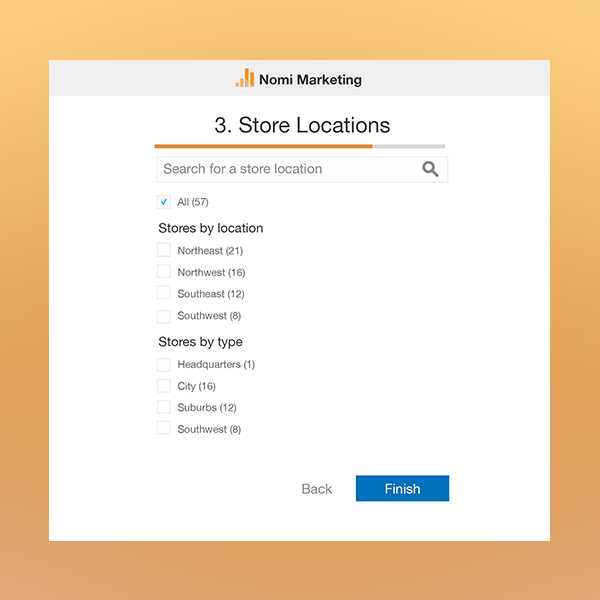 Nomi Marketing
3. Store Locations
Search for a store location
All (57)
Stores by location
Northeast (21)
Northwest (16)
Southeast (12)
Southwest (8)
Stores by type
Headquarters (1)
City (16)
Suburbs (12)
Southwest (8)
Back Finish